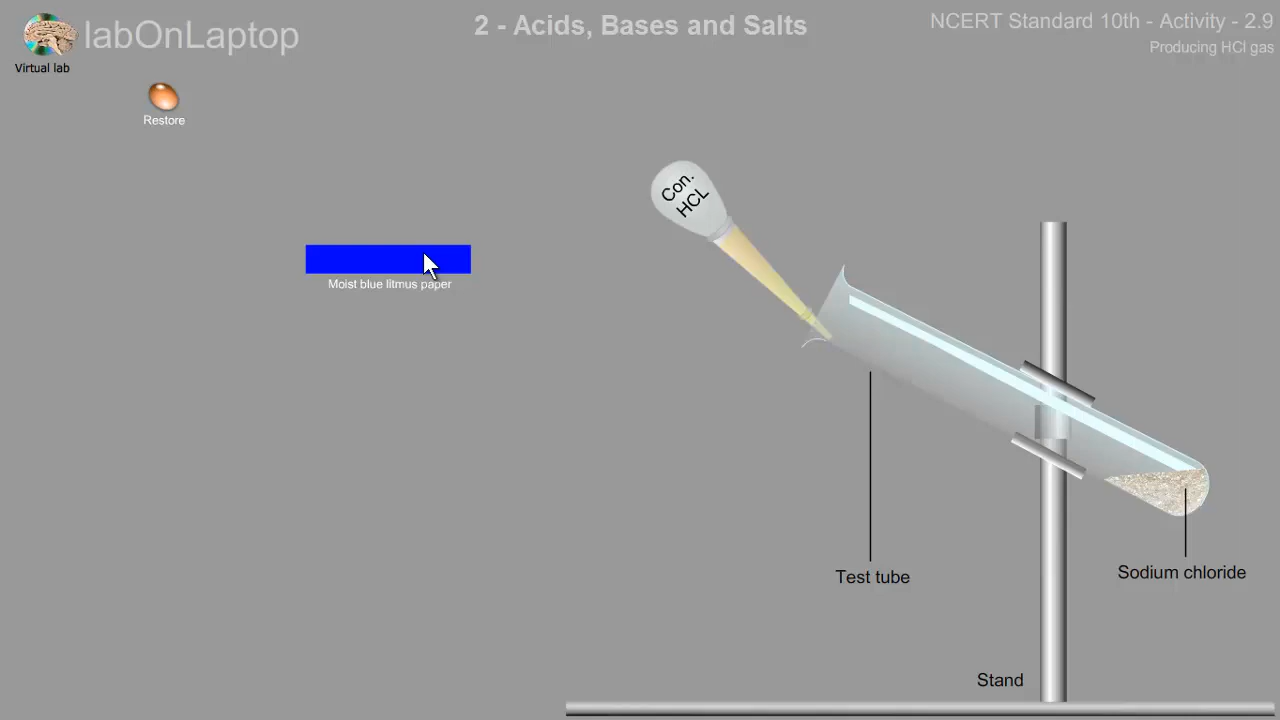 labOnLaptop
Virtual lab
2 - Acids, Bases and Salts
NCERT Standard 10th - Activity - 2.9
Producing HCl gas
Restore
Con.
HCL
Moist blue litmus paper
Test tube
Sodium chloride
Stand